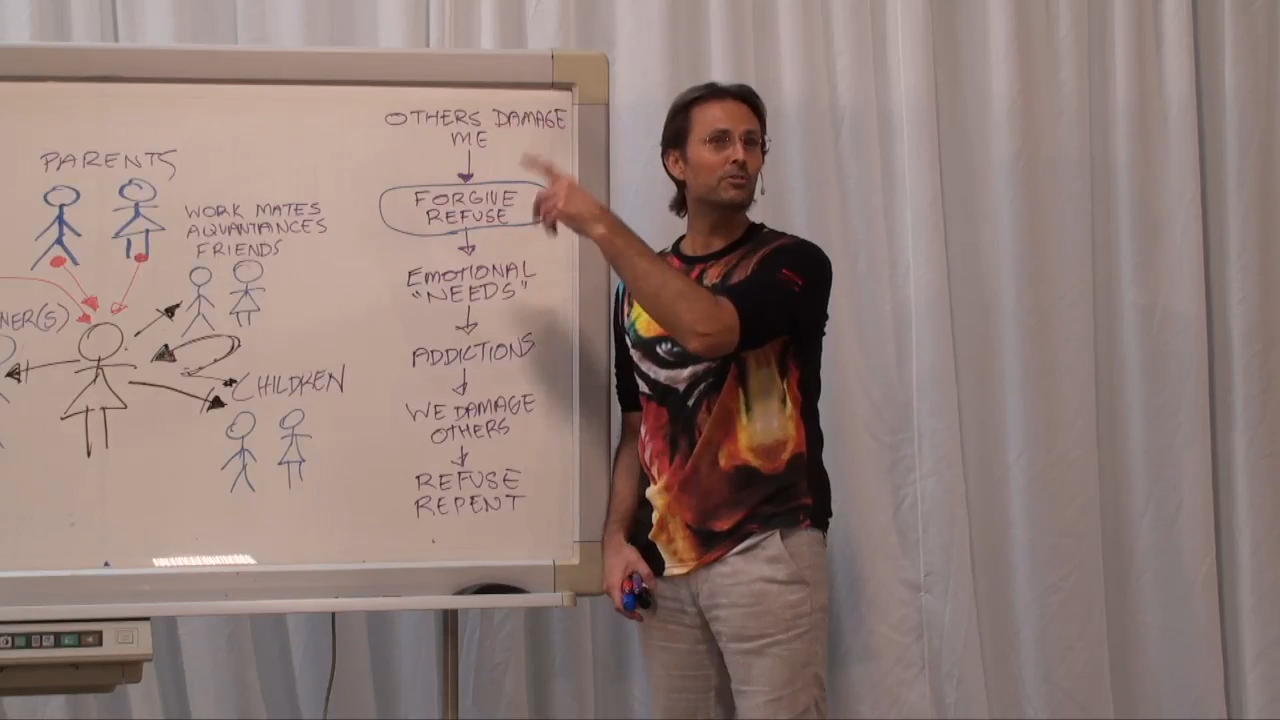 PARENTS
WORK MATES
AQUANTIANCES
FRIENDS
NER(S)
CHILDREN
OTHERS DAMAGE
ME
FORGIVE
REFUSE
EMOTIONAL
"NEEDS"
ADDICTIONS
WE DAMAGE
OTHERS
REFUSE
REPENT